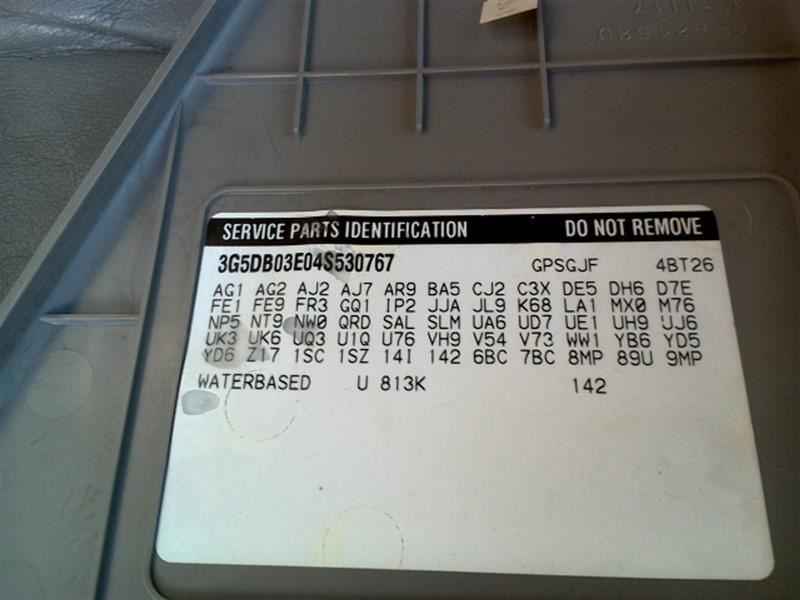 SERVICE PARTS IDENTIFICATION DO NOT REMOVE
3G5DB03E04S530767 GPSGJF 4BT26
AG1 AG2 AJ2 AJ7 AR9 BA5 CJ2 C3X DE5 DH6 D7E
FE1 FE9 FR3 GQ1 IP2 JJA JL9 K68 LA1 MX0 M76
NP5 NT9 NW0 QRD SAL SLM UA6 UD7 UE1 UH9 UJ6
UK3 UK6 UQ3 U1Q U76 VH9 V54 V73 WW1 YB6 YD5
YD6 Z17 1SC 1SZ 14I 142 6BC 7BC 8MP 89U 9MP
WATERBASED U 813K 142